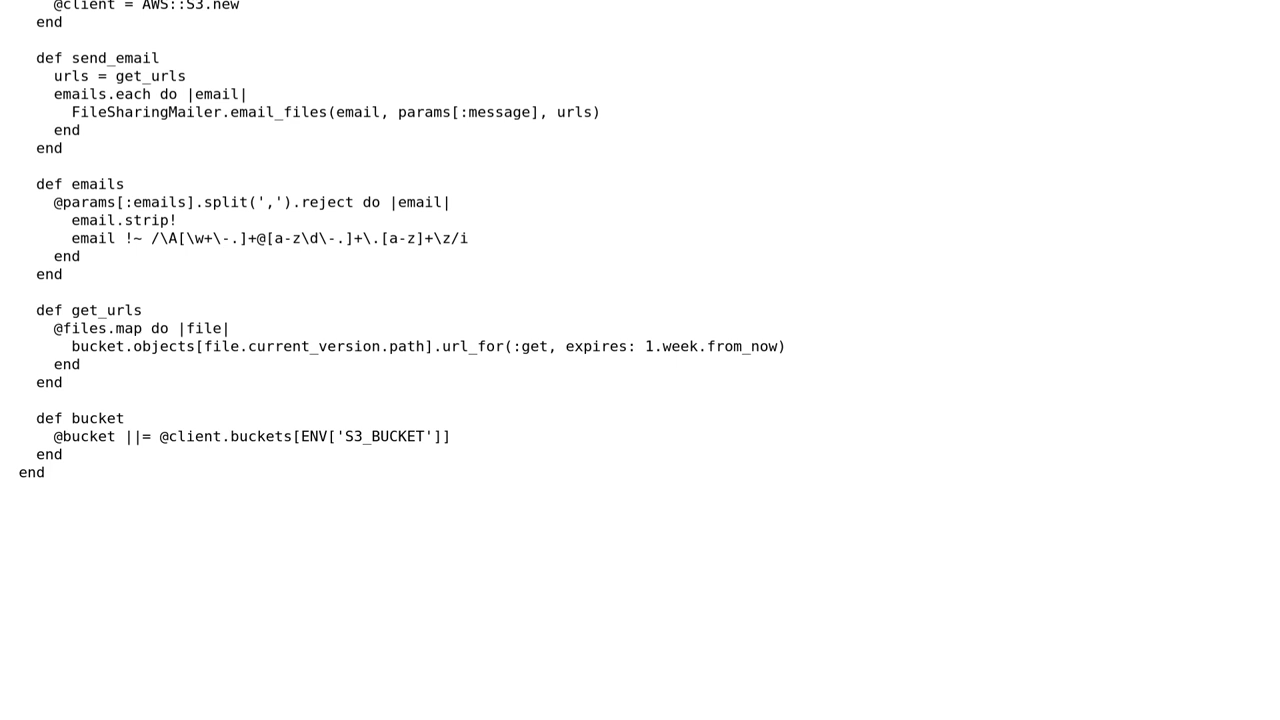 @client = AWS::S3.new
  end

  def send_email
    urls = get_urls
    emails.each do |email|
      FileSharingMailer.email_files(email, params[:message], urls)
    end
  end

  def emails
    @params[:emails].split(',').reject do |email|
      email.strip!
      email !~ /\A[\w+\-.]+@[a-z\d\-.]+\.[a-z]+\z/i
    end
  end

  def get_urls
    @files.map do |file|
      bucket.objects[file.current_version.path].url_for(:get, expires: 1.week.from_now)
    end
  end

  def bucket
    @bucket ||= @client.buckets[ENV['S3_BUCKET']]
  end
end